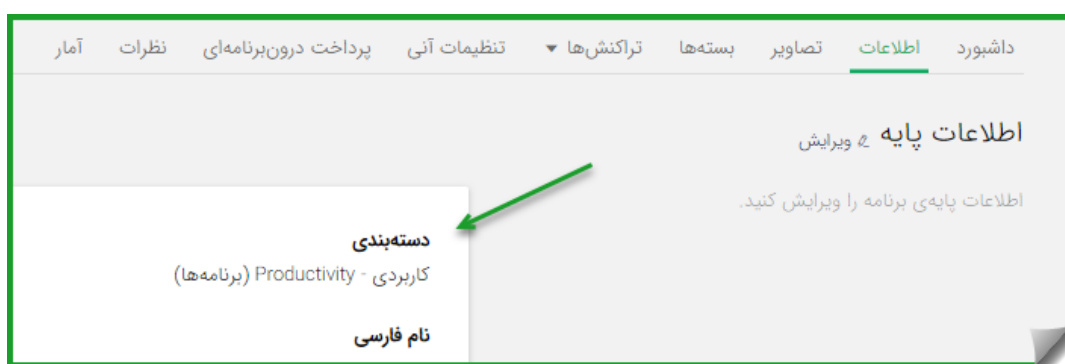 داشبورد اطلاعات تصاویر بسته‌ها تراکنش‌ها تنظیمات آنی پرداخت درون‌برنامه‌ای نظرات آمار
اطلاعات پایه ویرایش
اطلاعات پایه‌ی برنامه را ویرایش کنید.
دسته‌بندی
کاربردی - Productivity (برنامه‌ها)
نام فارسی